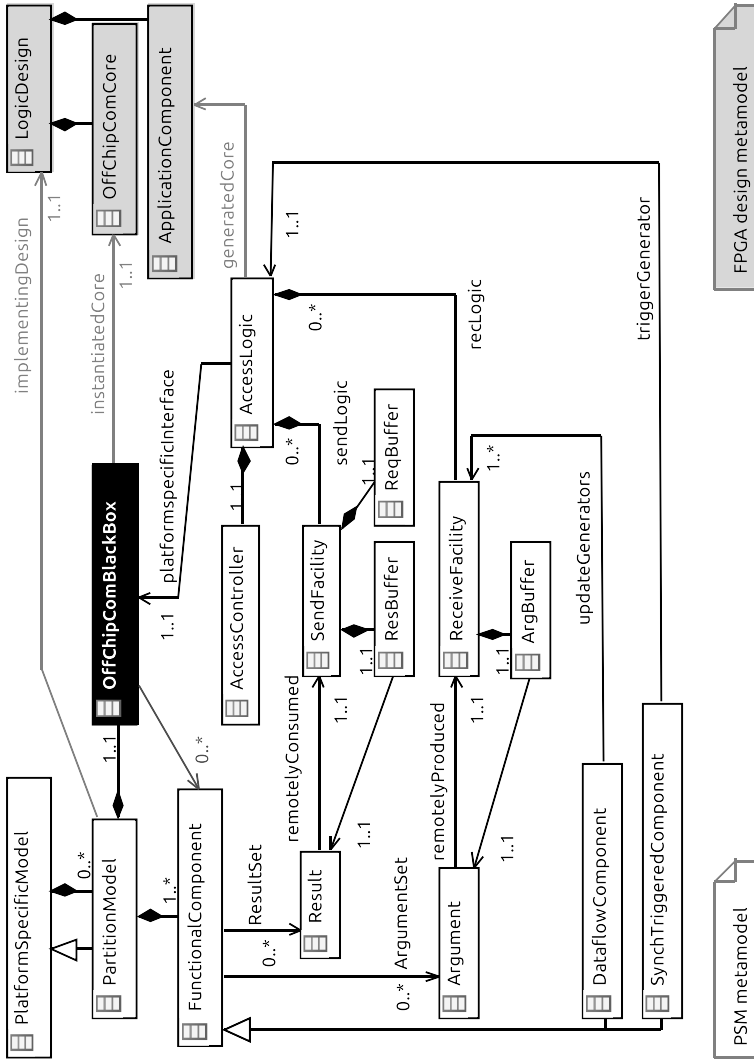 PlatformSpecificModel
implementingDesign
LogicDesign
1..1
0..*
PartitionModel
1..1
OffChipComBlackBox
instantiatedCore
1..1
OffChipComCore
1..*
FunctionalComponent
0..*
1..1
platformspecificInterface
ApplicationComponent
generatedCore
AccessController
1..1
AccessLogic
ResultSet
0..*
remotelyConsumed
0..*
1..1
0..*
Result
1..1
SendFacility
sendLogic
1..1
1..1
1..1
ResBuffer
ReqBuffer
ArgumentSet
0..*
remotelyProduced
Argument
1..1
ReceiveFacility
recLogic
1..*
1..1
1..1
ArgBuffer
updateGenerators
DataflowComponent
triggerGenerator
SynchTriggeredComponent
PSM metamodel
FPGA design metamodel